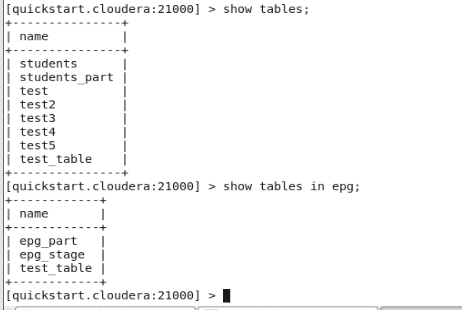 [quickstart.cloudera:21000] > show tables;
+---------------+
| name          |
+---------------+
| students      |
| students_part |
| test          |
| test2         |
| test3         |
| test4         |
| test5         |
| test_table    |
+---------------+
[quickstart.cloudera:21000] > show tables in epg;
+------------+
| name       |
+------------+
| epg_part   |
| epg_stage  |
| test_table |
+------------+
[quickstart.cloudera:21000] >